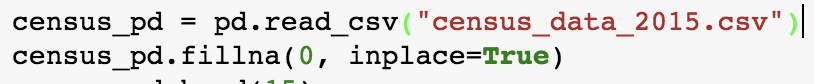 census_pd = pd.read_csv("census_data_2015.csv")
census_pd.fillna(0, inplace=True)